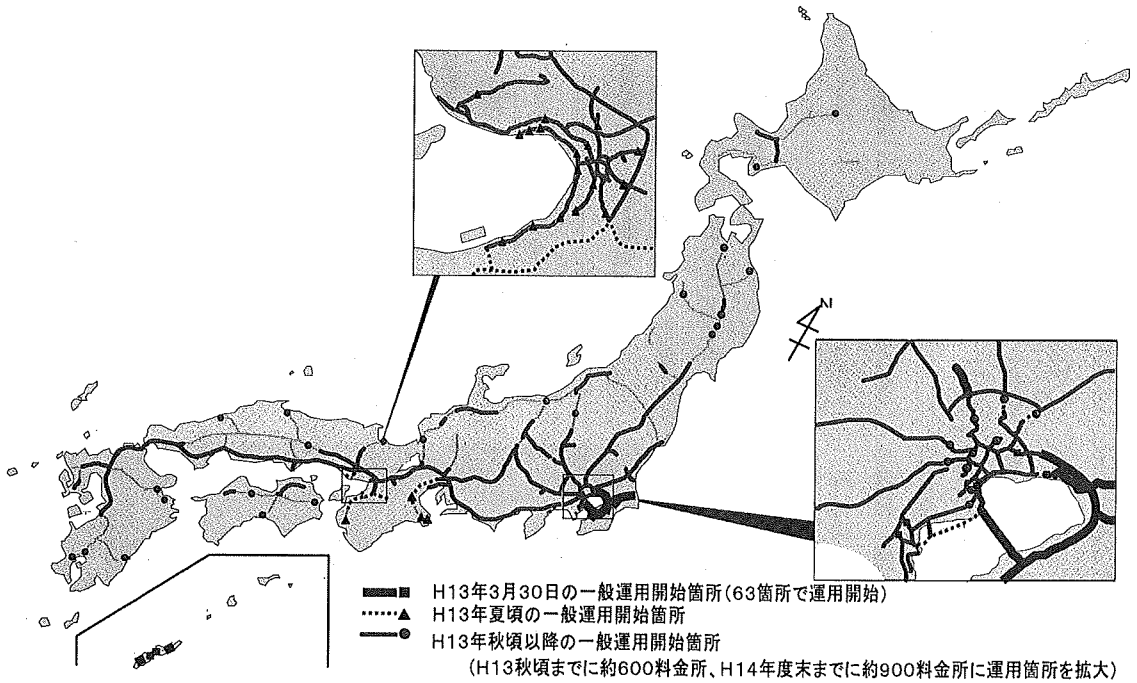 N
H13年3月30日の一般運用開始箇所(63箇所で運用開始)
H13年夏頃の一般運用開始箇所
H13年秋頃以降の一般運用開始箇所
(H13秋頃までに約600料金所、H14年度末までに約900料金所に運用箇所を拡大)